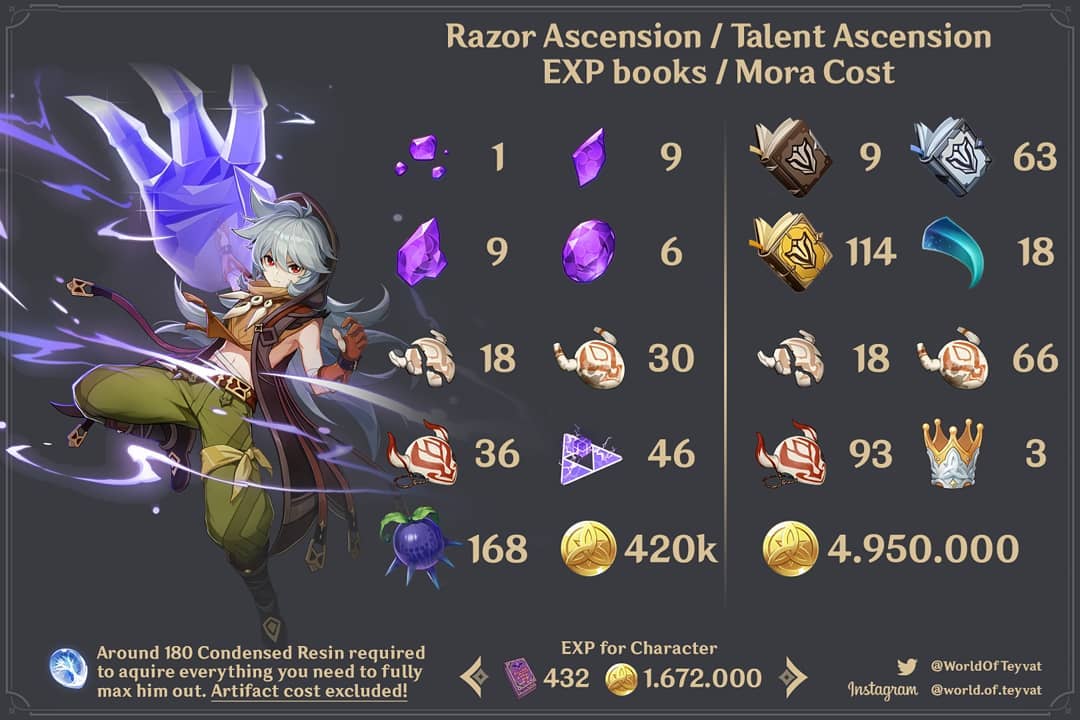 Razor Ascension / Talent Ascension
EXP books / Mora Cost
1 9
9 63
9 6
114 18
18 30
18 66
36 46
93 3
168 420k
4.950.000
Around 180 Condensed Resin required
to aquire everything you need to fully
max him out. Artifact cost excluded!
EXP for Character
432 1.672.000
@WorldOfTeyvat
Instagram @world.of.teyvat